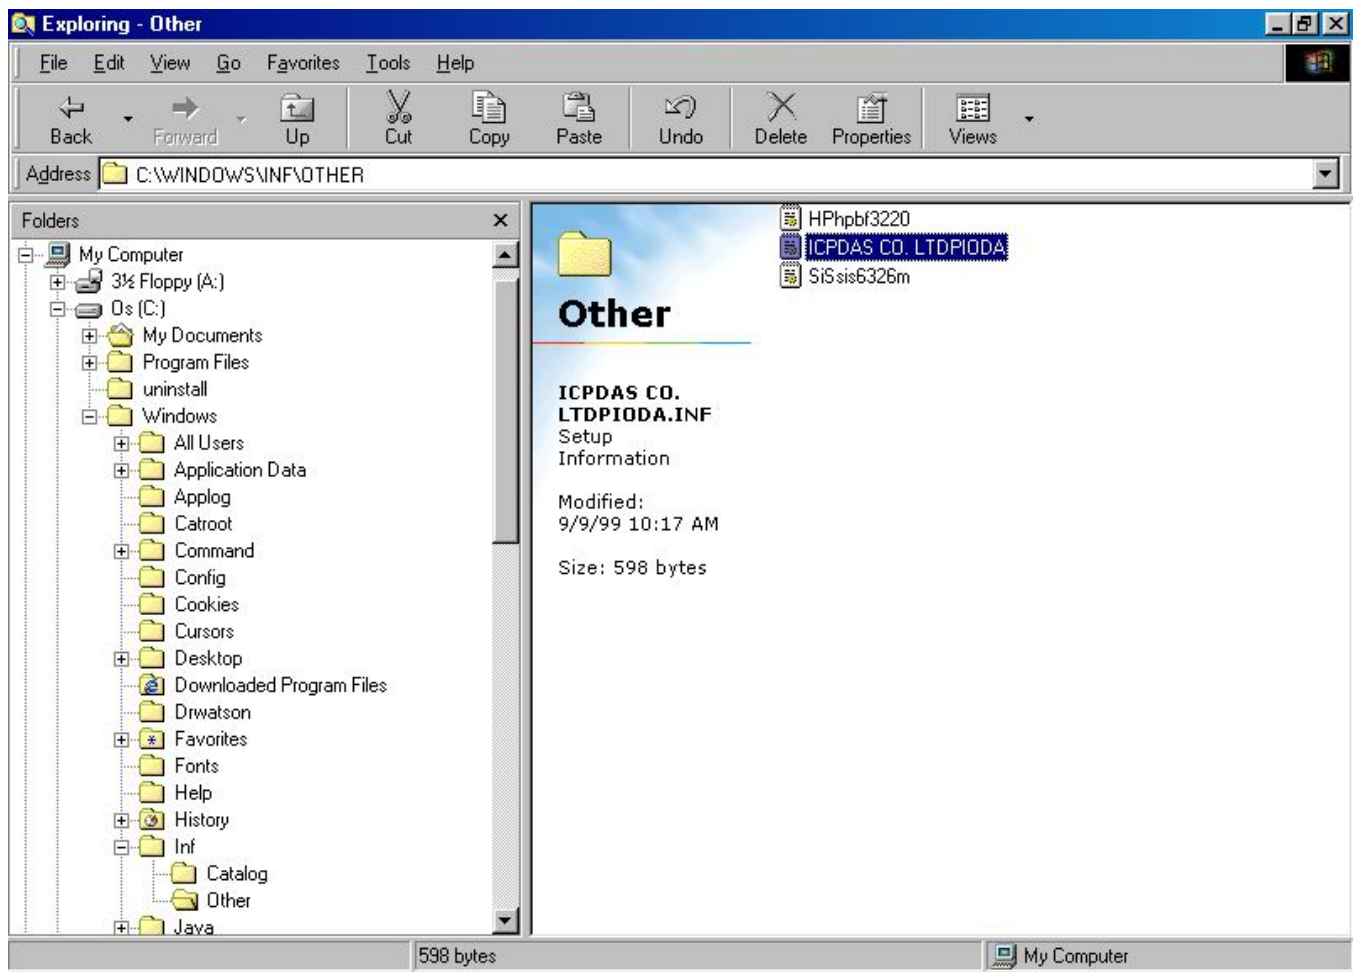 Exploring - Other
File Edit View Go Favorites Tools Help
Back Forward Up Cut Copy Paste Undo Delete Properties Views
Address C:\WINDOWS\INF\OTHER
Folders
My Computer
3½ Floppy (A:)
Os (C:)
My Documents
Program Files
uninstall
Windows
All Users
Application Data
Applog
Catroot
Command
Config
Cookies
Cursors
Desktop
Downloaded Program Files
Drwatson
Favorites
Fonts
Help
History
Inf
Catalog
Other
Java
Other
ICPDAS CO.
LTDPIODA.INF
Setup
Information
Modified:
9/9/99 10:17 AM
Size: 598 bytes
HPhpbf3220
ICPDAS CO. LTDPIODA
SiSsis6326m
598 bytes
My Computer